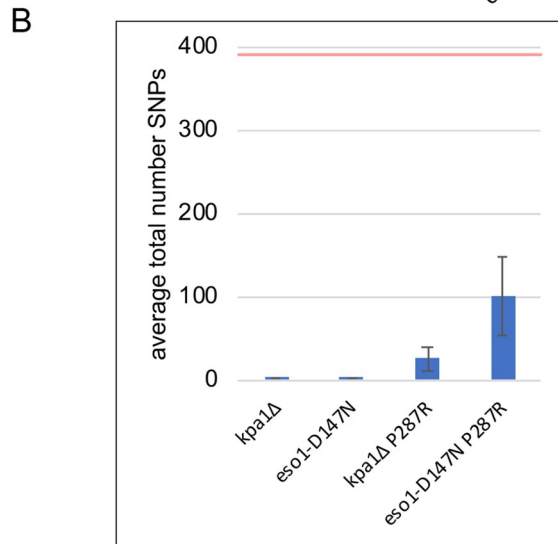 B
average total number SNPs
400
300
200
100
0
kpa1Δ
eso1-D147N
kpa1Δ P287R
eso1-D147N P287R